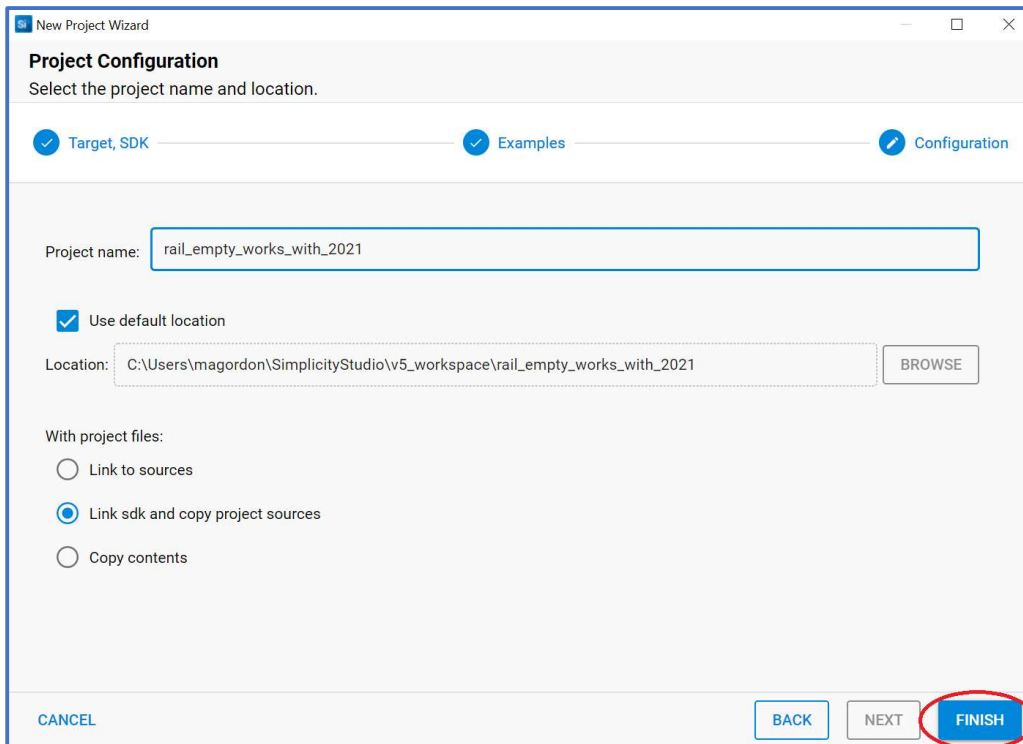 Si New Project Wizard
Project Configuration
Select the project name and location.
Target, SDK Examples Configuration
Project name: rail_empty_works_with_2021
Use default location
Location: C:\Users\magordon\SimplicityStudio\v5_workspace\rail_empty_works_with_2021 BROWSE
With project files:
Link to sources
Link sdk and copy project sources
Copy contents
CANCEL BACK NEXT FINISH